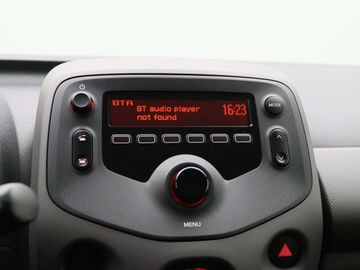 BTA
BT audio player
not found
16:23
MODE
MENU